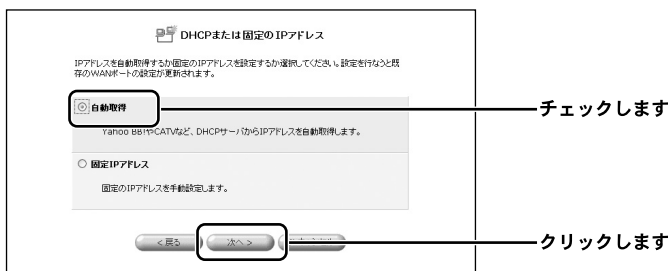 DHCPまたは固定のIPアドレス
IPアドレスを自動取得するか固定のIPアドレスを設定するか選択してください。設定を行なうと既
存のWANポートの設定が更新されます。
自動取得
チェックします
Yahoo BB!やCATVなど、DHCPサーバからIPアドレスを自動取得します。
固定IPアドレス
固定のIPアドレスを手動設定します。
< 戻る
次へ >
クリックします